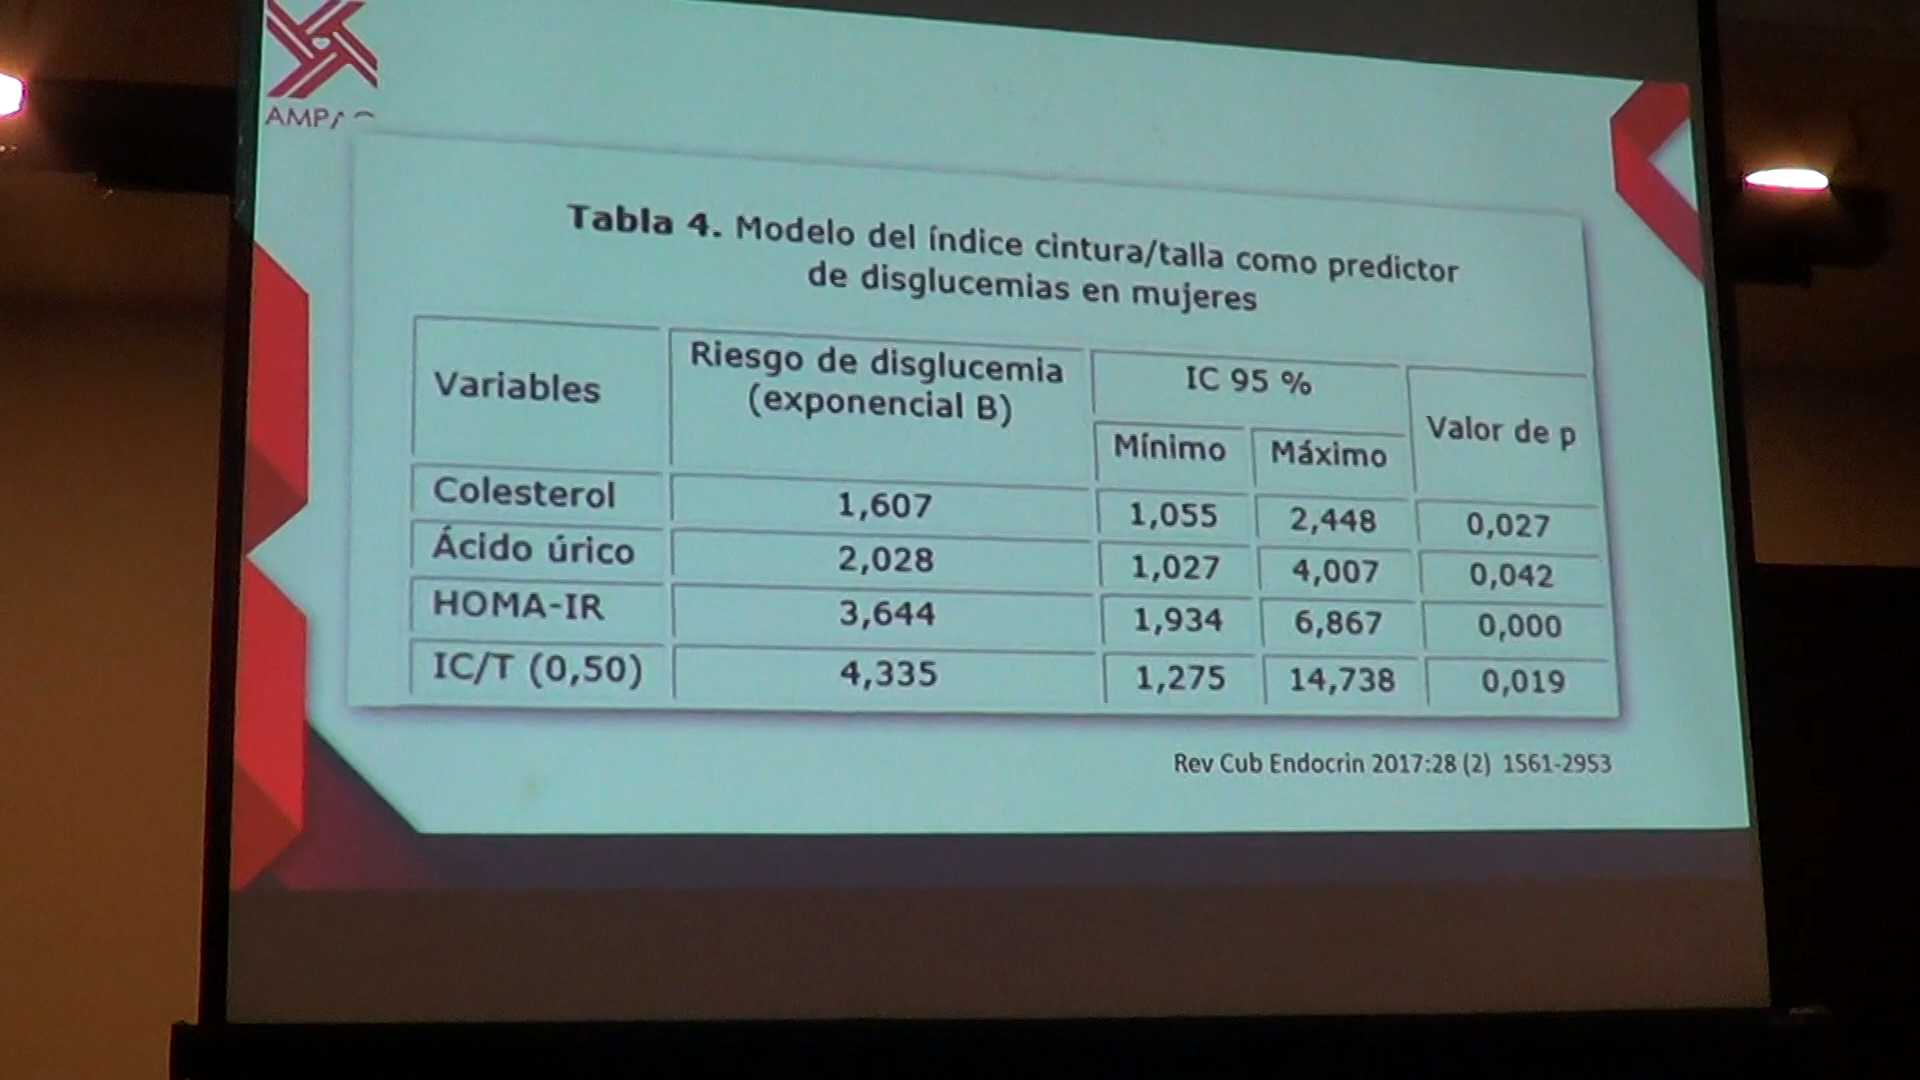 Tabla 4. Modelo del índice cintura/talla como predictor
de disglucemias en mujeres
Variables
Riesgo de disglucemia
(exponencial B)
IC 95 %
Mínimo
Máximo
Valor de p
Colesterol 1,607 1,055 2,448 0,027
Ácido úrico 2,028 1,027 4,007 0,042
HOMA-IR 3,644 1,934 6,867 0,000
IC/T (0,50) 4,335 1,275 14,738 0,019
Rev Cub Endocrin 2017:28 (2) 1561-2953